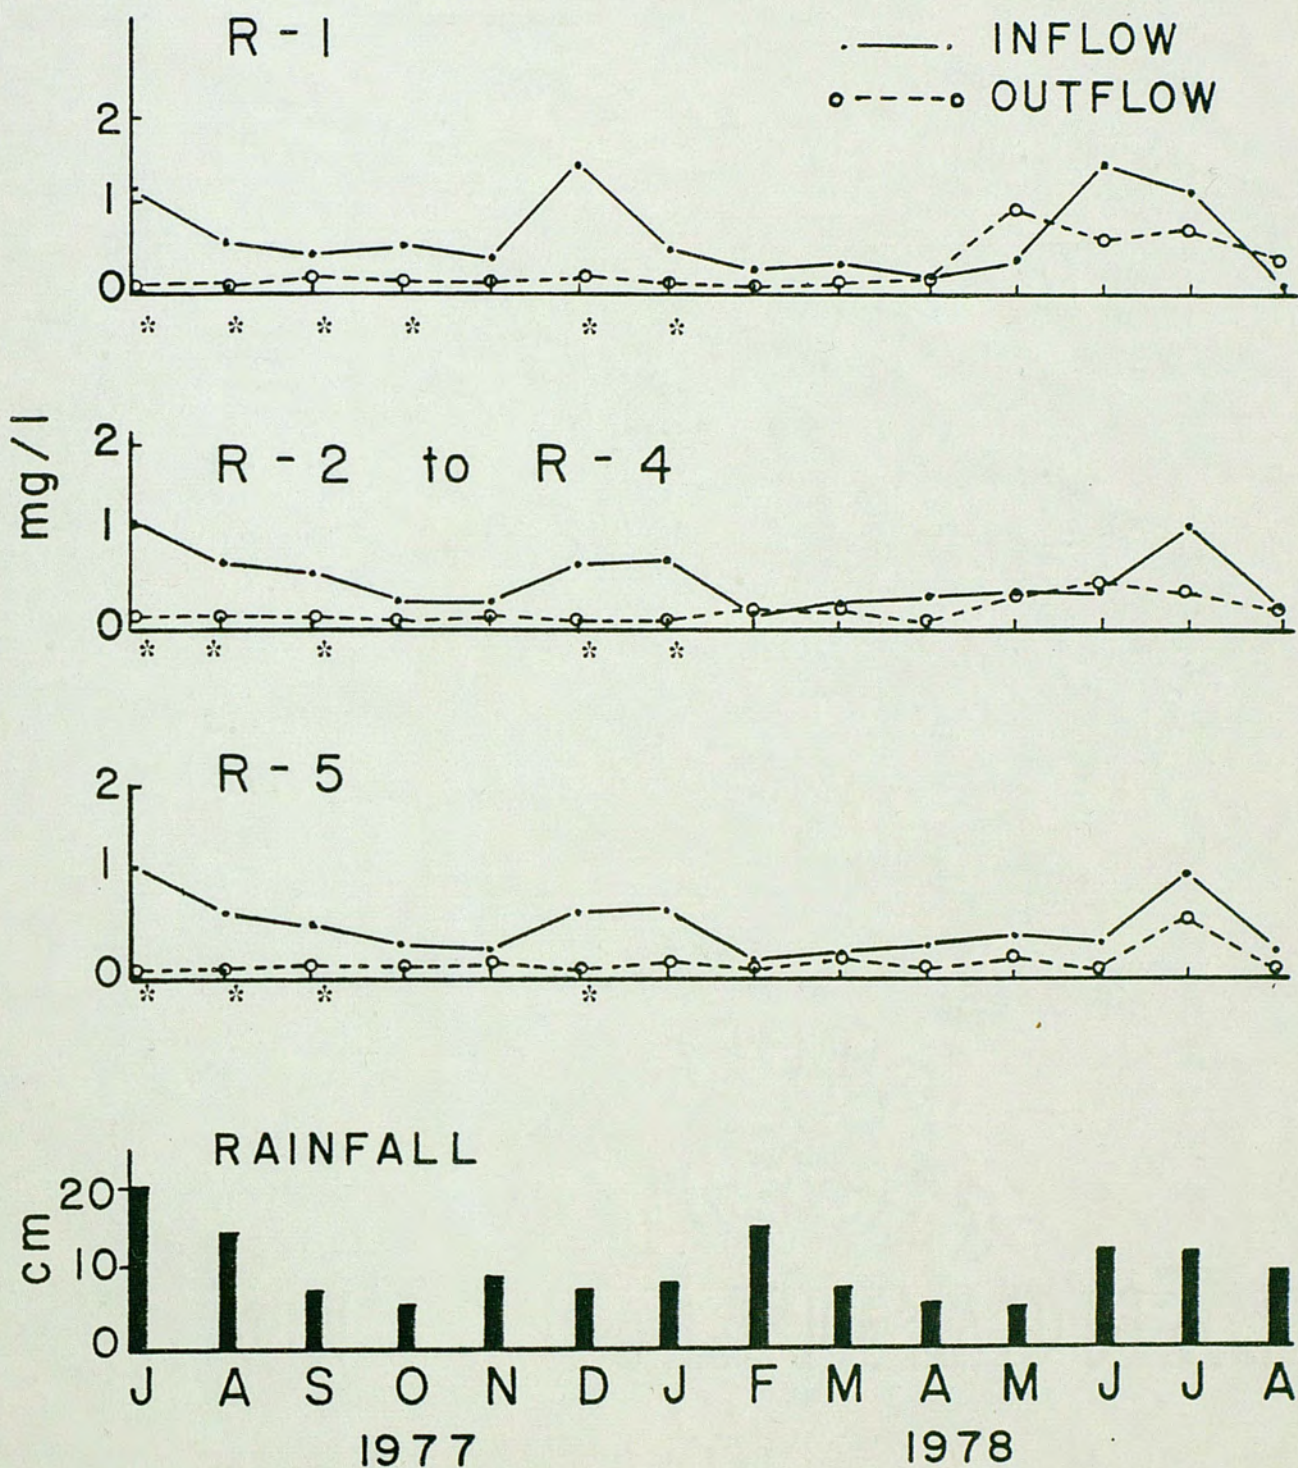 R - 1
INFLOW
OUTFLOW
2
1
0
* * * * * *
mg/l
2
R - 2 to R - 4
1
0
* * * * *
R - 5
2
1
0
* * * *
RAINFALL
cm
20
10
0
J A S O N D J F M A M J J A
1977 1978